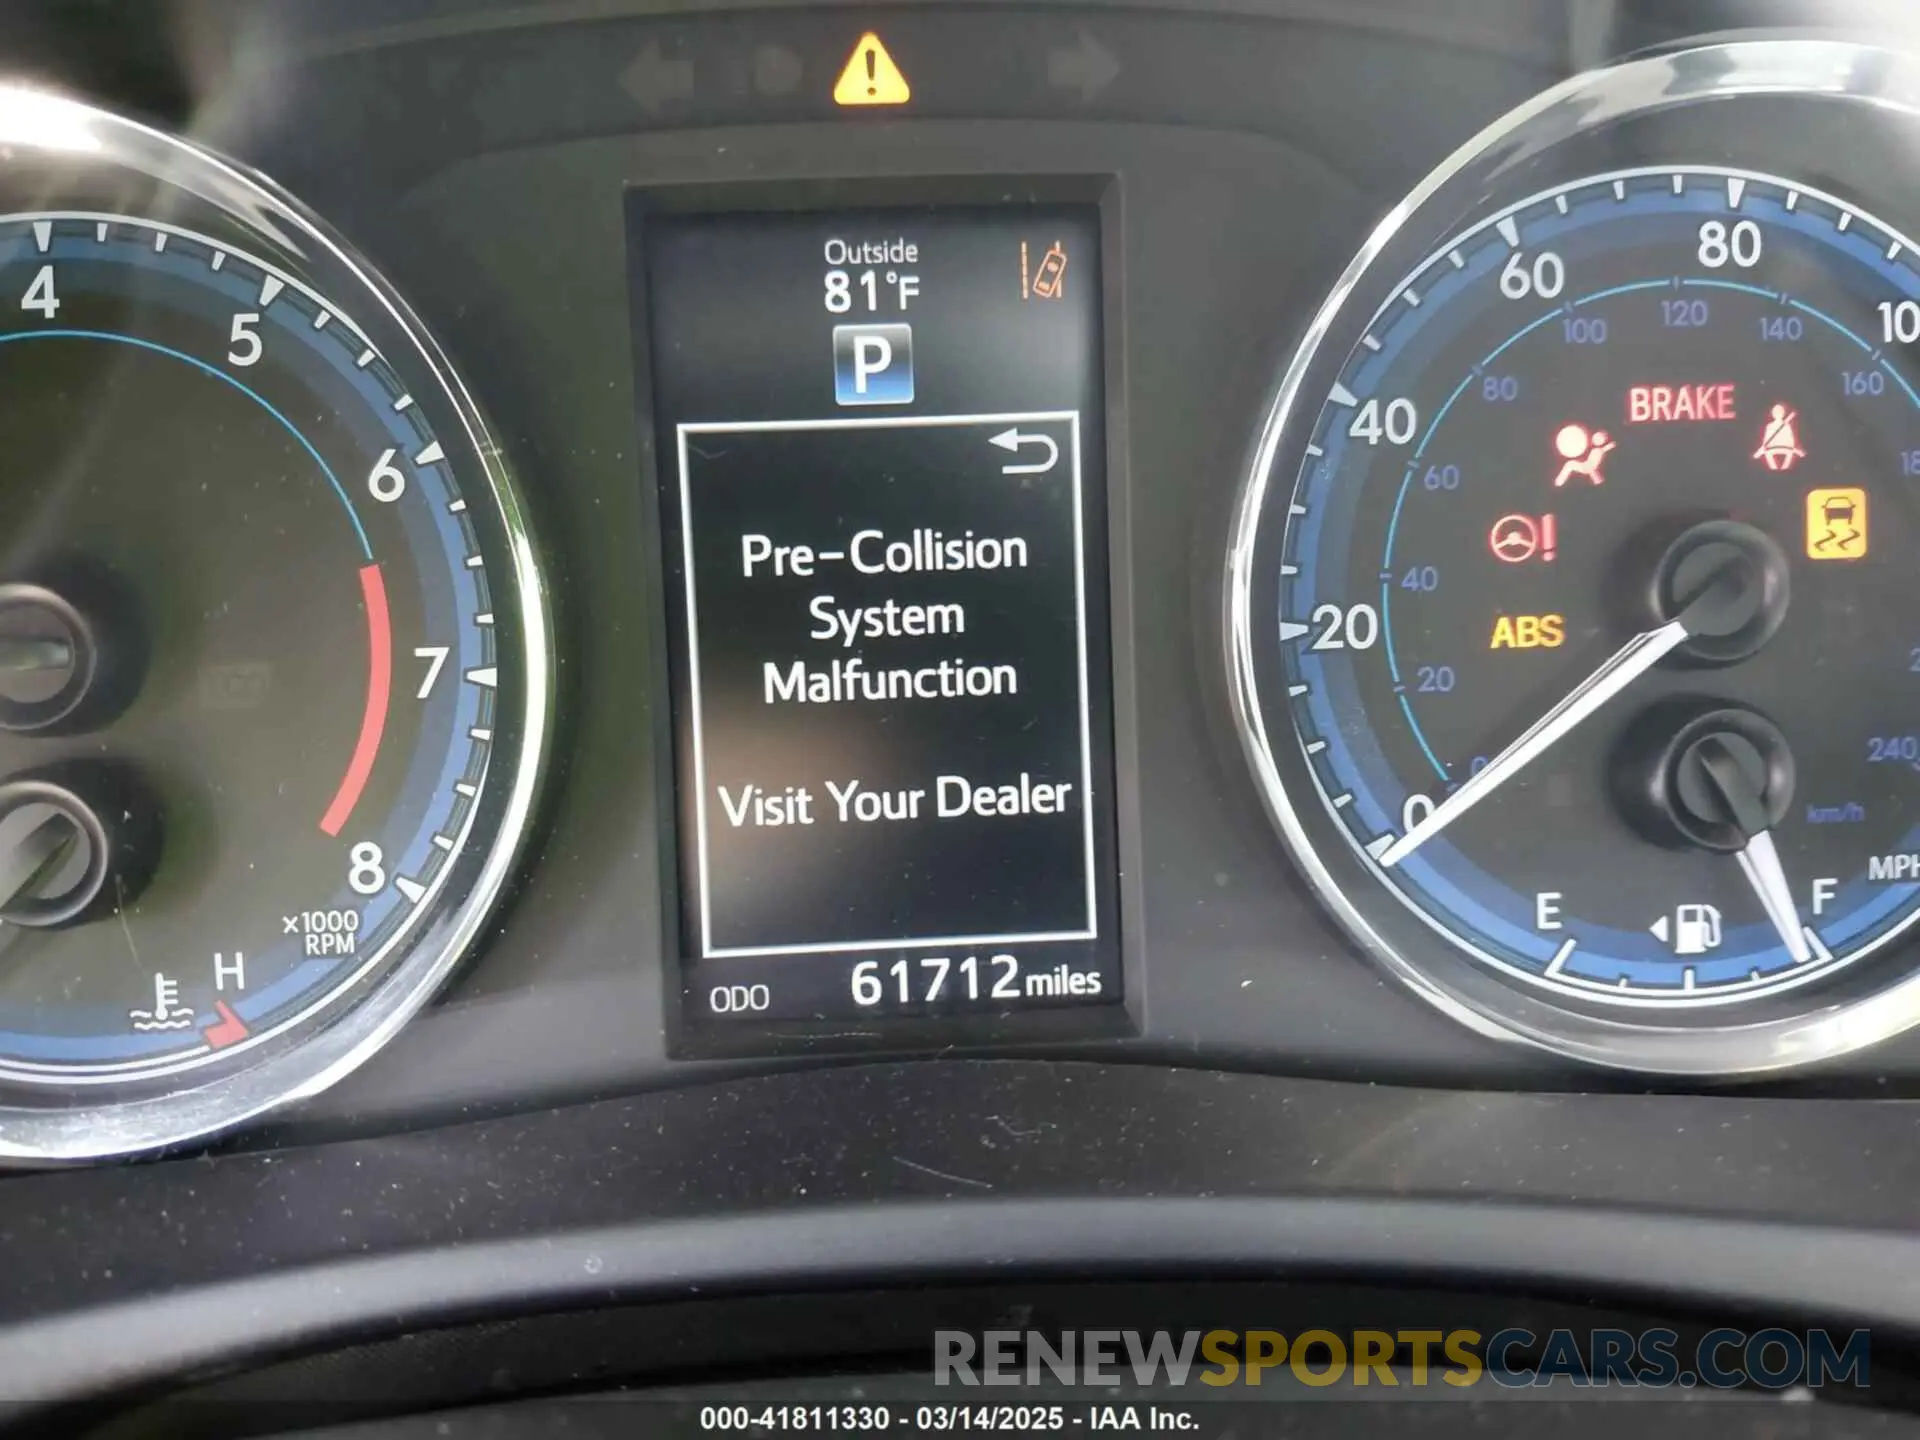 Outside
81°F
P
Pre-Collision
System
Malfunction
Visit Your Dealer
ODO 61712 miles
4
5
6
7
8
x1000
RPM
H
0
20
40
60
80
0
20
40
60
80
100
120
140
160
240
km/h
MPH
BRAKE
ABS
E
F
RENEWSPORTSCARS.COM
000-41811330 - 03/14/2025 - IAA Inc.